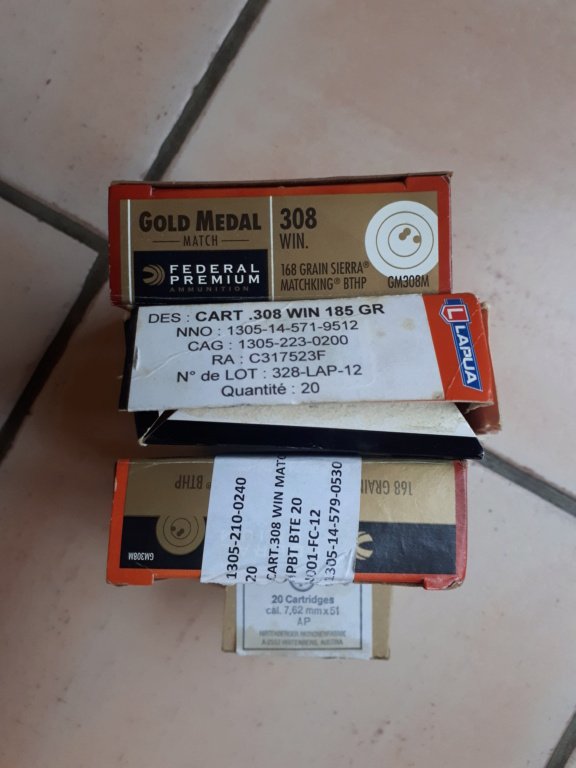 GOLD MEDAL
MATCH
FEDERAL
PREMIUM
AMMUNITION
308
WIN.
168 GRAIN SIERRA®
MATCHKING® BTHP
GM308M
DES : CART .308 WIN 185 GR
NNO : 1305-14-571-9512
CAG : 1305-223-0200
RA : C317523F
N° de LOT : 328-LAP-12
Quantité : 20
LAPUA
168 GRAIN
® BTHP
GM308M
1305-210-0240
20
CART.308 WIN MATC
PBT BTE 20
001-FC-12
1305-14-579-0530
20 Cartridges
cal. 7,62 mm x 51
AP
HIRTENBERG, AUSTRIA